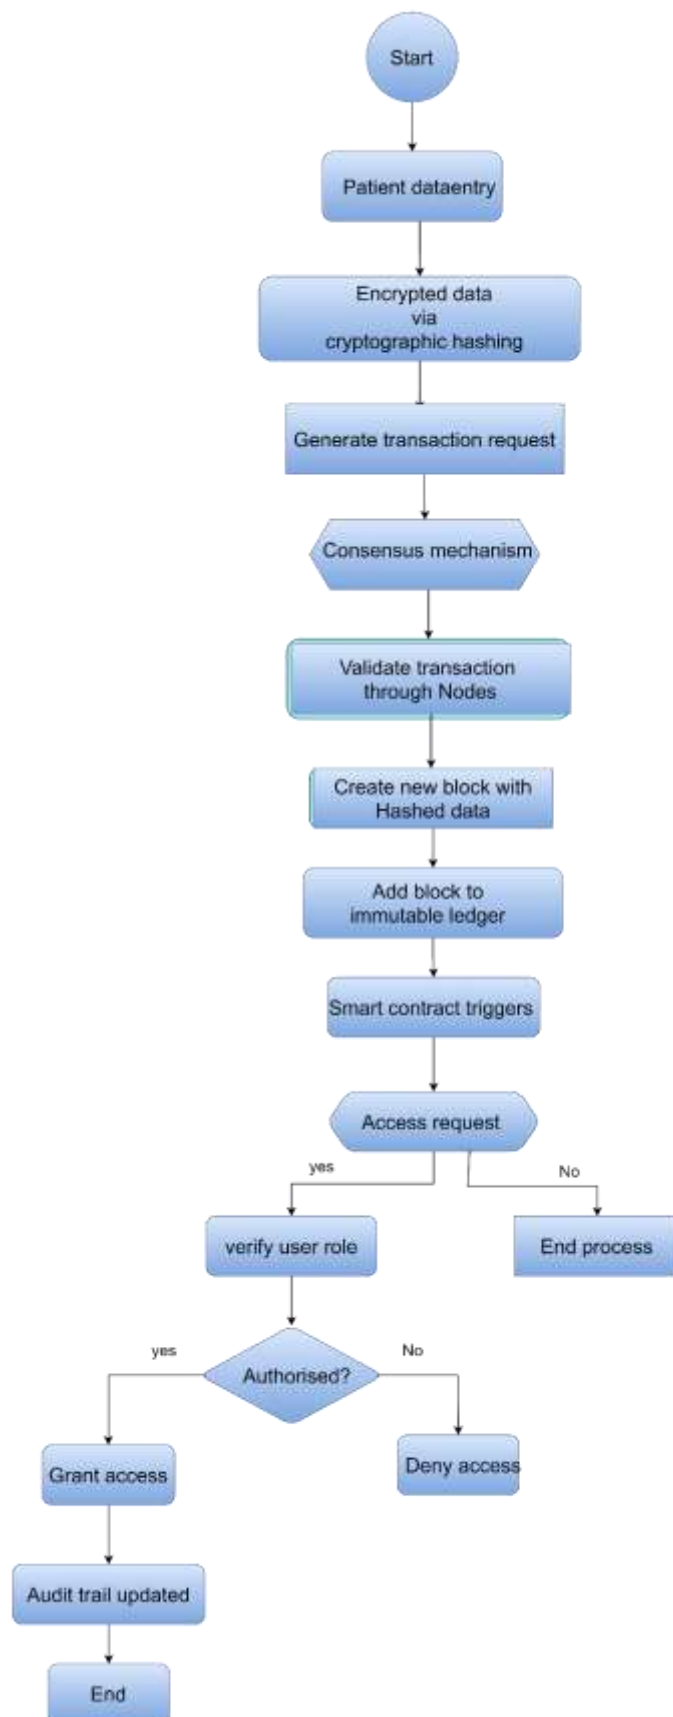 Start
Patient dataentry
Encrypted data
via
cryptographic hashing
Generate transaction request
Consensus mechanism
Validate transaction
through Nodes
Create new block with
Hashed data
Add block to
immutable ledger
Smart contract triggers
Access request
yes
No
verify user role
End process
yes
No
Authorised?
Grant access
Deny access
Audit trail updated
End